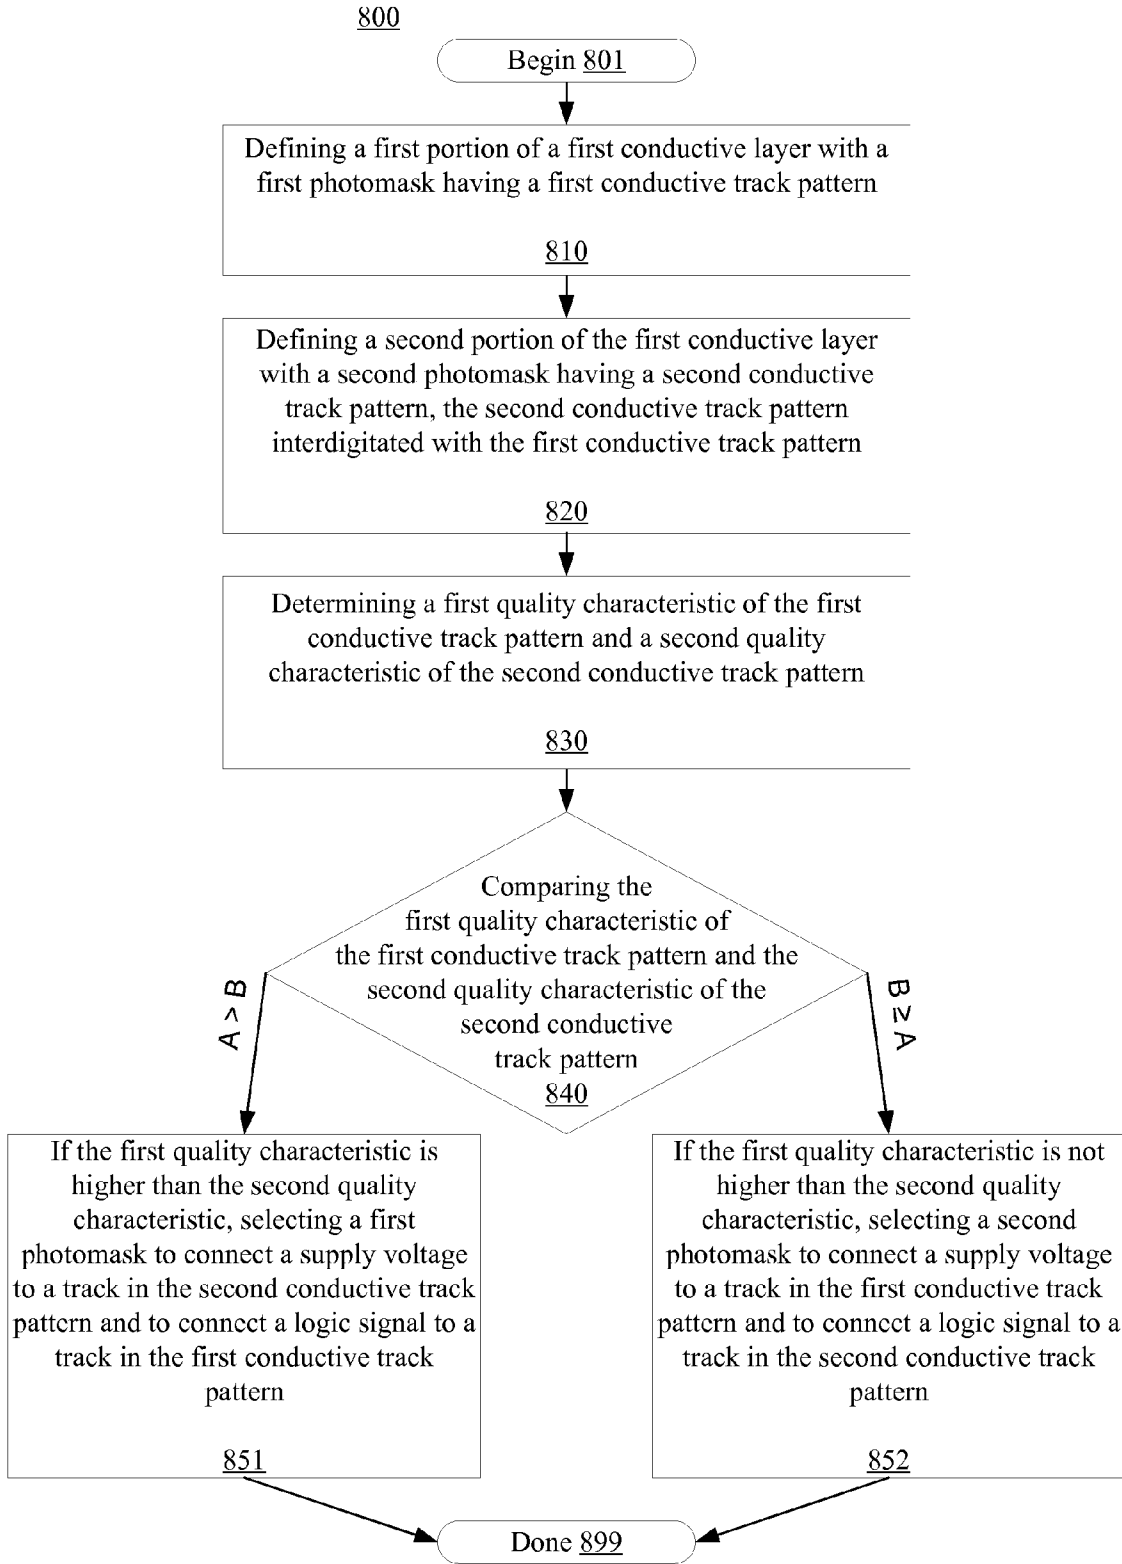 800
Begin 801
Defining a first portion of a first conductive layer with a
first photomask having a first conductive track pattern
810
Defining a second portion of the first conductive layer
with a second photomask having a second conductive
track pattern, the second conductive track pattern
interdigitated with the first conductive track pattern
820
Determining a first quality characteristic of the first
conductive track pattern and a second quality
characteristic of the second conductive track pattern
830
Comparing the
first quality characteristic of
the first conductive track pattern and the
second quality characteristic of the
second conductive
track pattern
840
A > B
B ≥ A
If the first quality characteristic is
higher than the second quality
characteristic, selecting a first
photomask to connect a supply voltage
to a track in the second conductive track
pattern and to connect a logic signal to a
track in the first conductive track
pattern
851
If the first quality characteristic is not
higher than the second quality
characteristic, selecting a second
photomask to connect a supply voltage
to a track in the first conductive track
pattern and to connect a logic signal to a
track in the second conductive track
pattern
852
Done 899